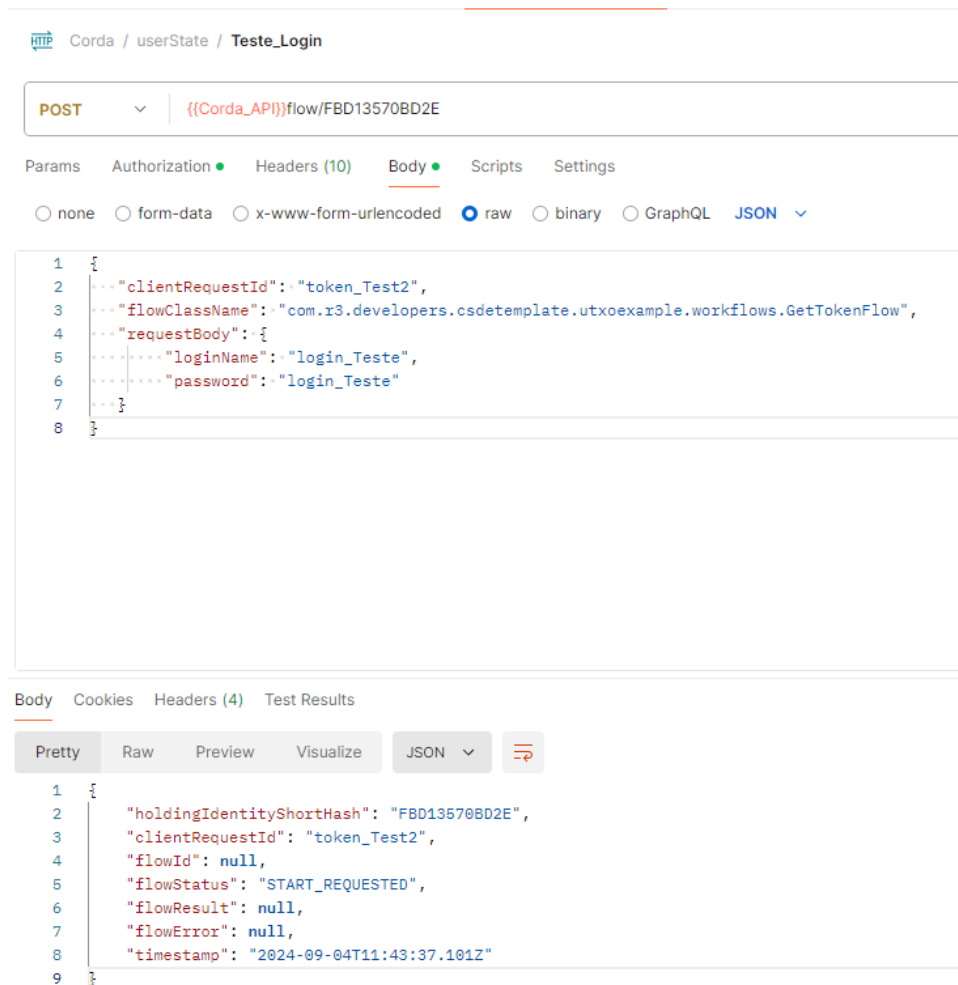 HTTP Corda / userState / Teste_Login
POST {{Corda_API}}flow/FBD13570BD2E
Params Authorization Headers (10) Body Scripts Settings
none form-data x-www-form-urlencoded raw binary GraphQL JSON
1 {
2 "clientRequestId": "token_Test2",
3 "flowClassName": "com.r3.developers.csdetemplate.utxoexample.workflows.GetTokenFlow",
4 "requestBody": {
5 "loginName": "login_Teste",
6 "password": "login_Teste"
7 }
8 }
Body Cookies Headers (4) Test Results
Pretty Raw Preview Visualize JSON
1 {
2 "holdingIdentityShortHash": "FBD13570BD2E",
3 "clientRequestId": "token_Test2",
4 "flowId": null,
5 "flowStatus": "START_REQUESTED",
6 "flowResult": null,
7 "flowError": null,
8 "timestamp": "2024-09-04T11:43:37.101Z"
9 }